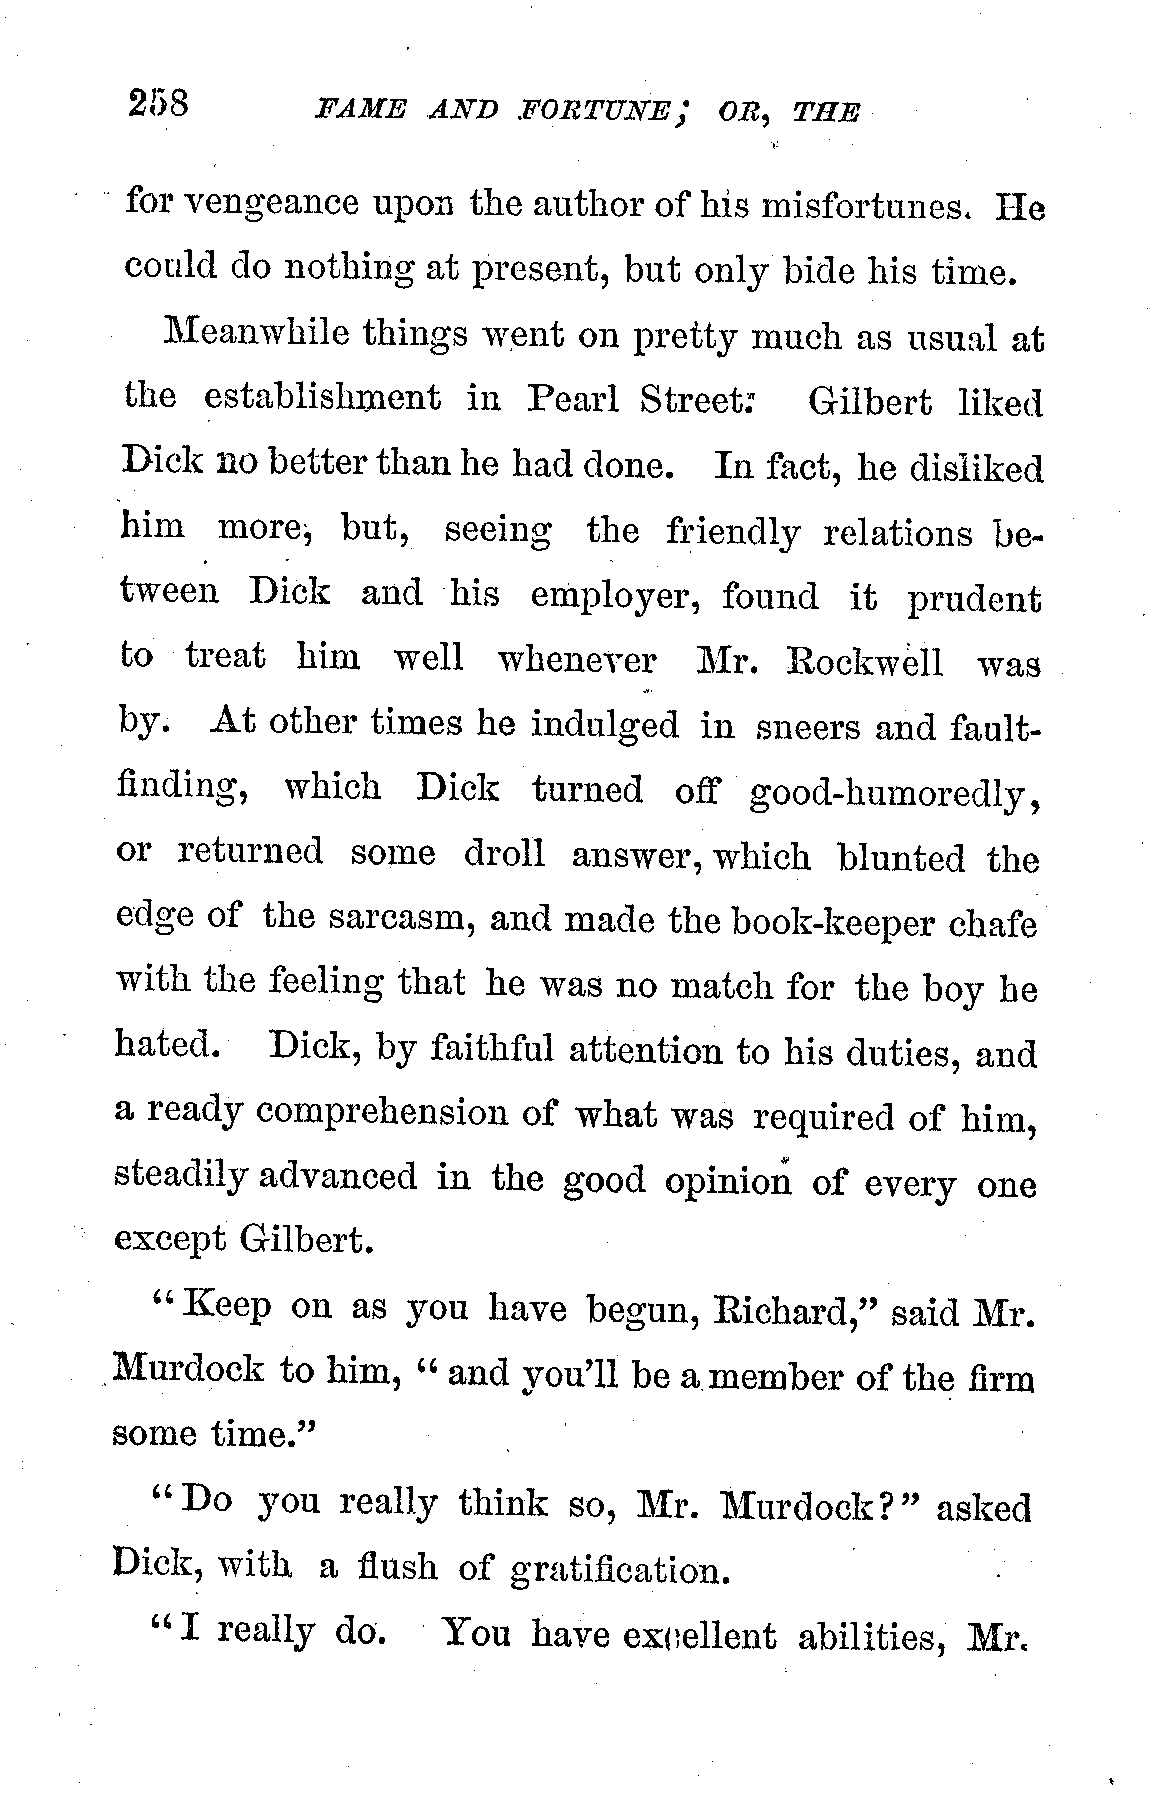 258 FAME AND FORTUNE; OR, THE
for vengeance upon the author of his misfortunes. He
could do nothing at present, but only bide his time.
Meanwhile things went on pretty much as usual at
the establishment in Pearl Street. Gilbert liked
Dick no better than he had done. In fact, he disliked
him more, but, seeing the friendly relations be-
tween Dick and his employer, found it prudent
to treat him well whenever Mr. Rockwell was
by. At other times he indulged in sneers and fault-
finding, which Dick turned off good-humoredly,
or returned some droll answer, which blunted the
edge of the sarcasm, and made the book-keeper chafe
with the feeling that he was no match for the boy he
hated. Dick, by faithful attention to his duties, and
a ready comprehension of what was required of him,
steadily advanced in the good opinion of every one
except Gilbert.
"Keep on as you have begun, Richard," said Mr.
Murdock to him, "and you'll be a member of the firm
some time."
"Do you really think so, Mr. Murdock?" asked
Dick, with a flush of gratification.
"I really do. You have excellent abilities, Mr.